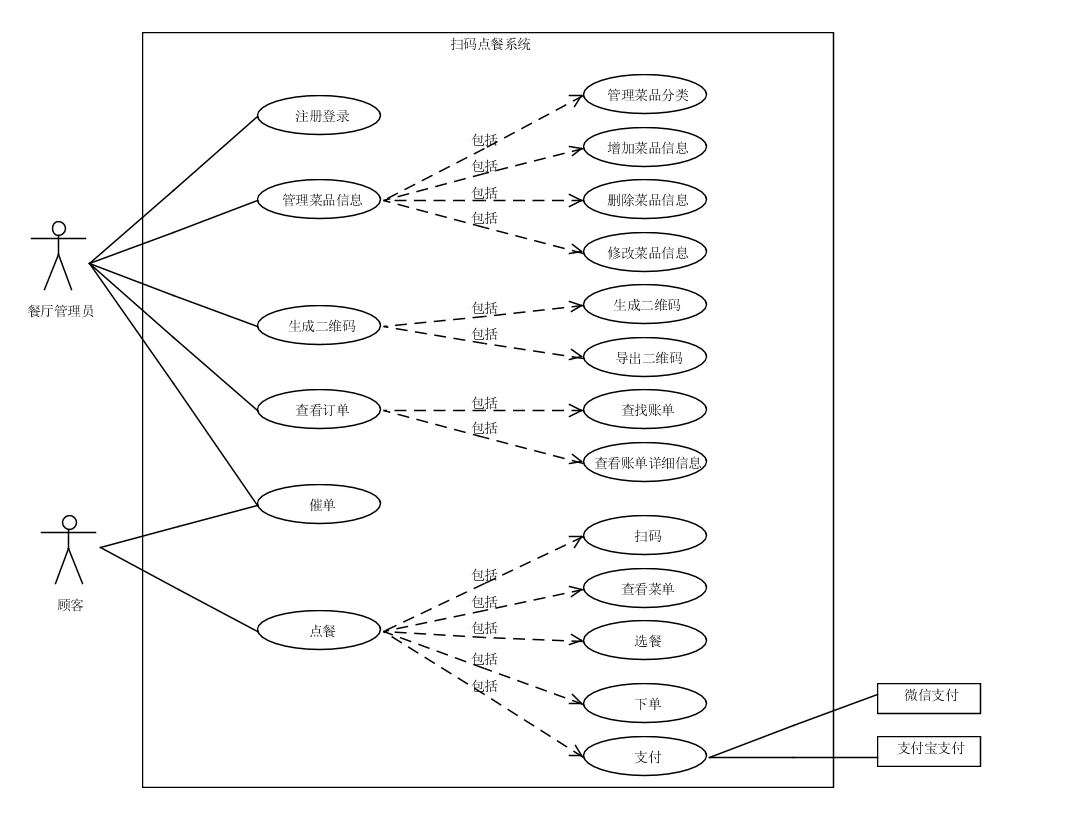 扫码点餐系统
管理菜品分类
注册登录
包括
增加菜品信息
包括
管理菜品信息
包括
删除菜品信息
包括
修改菜品信息
餐厅管理员
包括
生成二维码
生成二维码
包括
导出二维码
包括
查看订单
查找账单
包括
查看账单详细信息
催单
扫码
包括
查看菜单
顾客
包括
点餐
包括
选餐
包括
包括
下单
微信支付
支付
支付宝支付